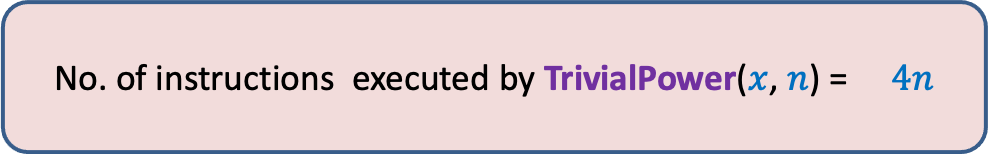 No. of instructions executed by TrivialPower(x, n) = 4n